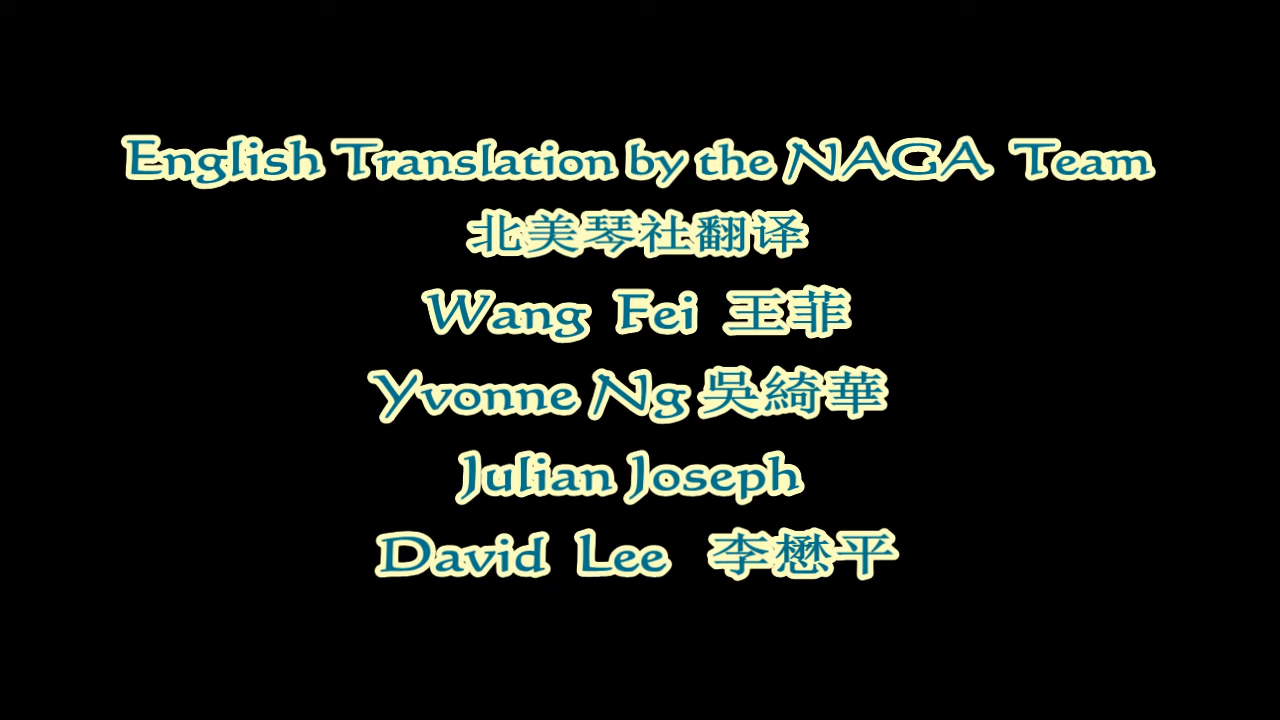 English Translation by the NAGA Team
北美琴社翻译
Wang Fei 王菲
Yvonne Ng 吳綺華
Julian Joseph
David Lee 李懋平